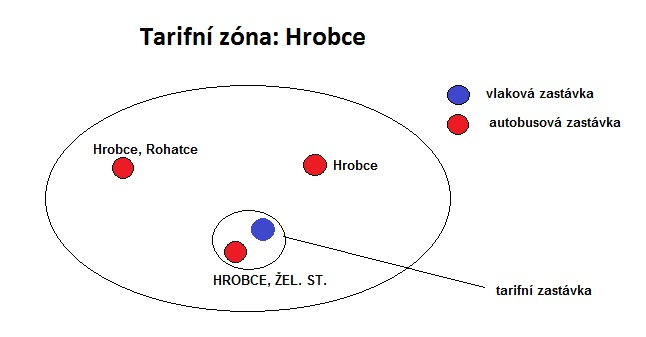 Tarifní zóna: Hrobce
vlaková zastávka
autobusová zastávka
Hrobce, Rohatce
Hrobce
HROBCE, ŽEL. ST.
tarifní zastávka